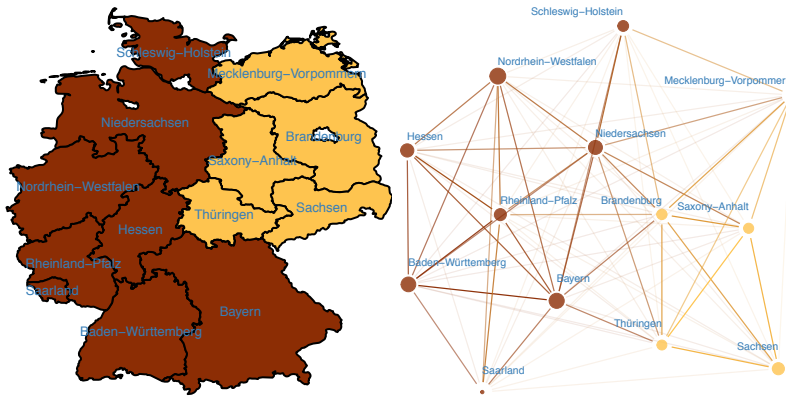 Schleswig−Holstein
Mecklenburg−Vorpommern
Niedersachsen
Brandenburg
Saxony−Anhalt
Nordrhein−Westfalen
Sachsen
Thüringen
Hessen
Rheinland−Pfalz
Saarland
Bayern
Baden−Württemberg
Schleswig−Holstein
Nordrhein−Westfalen
Mecklenburg−Vorpommer
Hessen
Niedersachsen
Rheinland−Pfalz
Brandenburg
Saxony−Anhalt
Baden−Württemberg
Bayern
Thüringen
Sachsen
Saarland